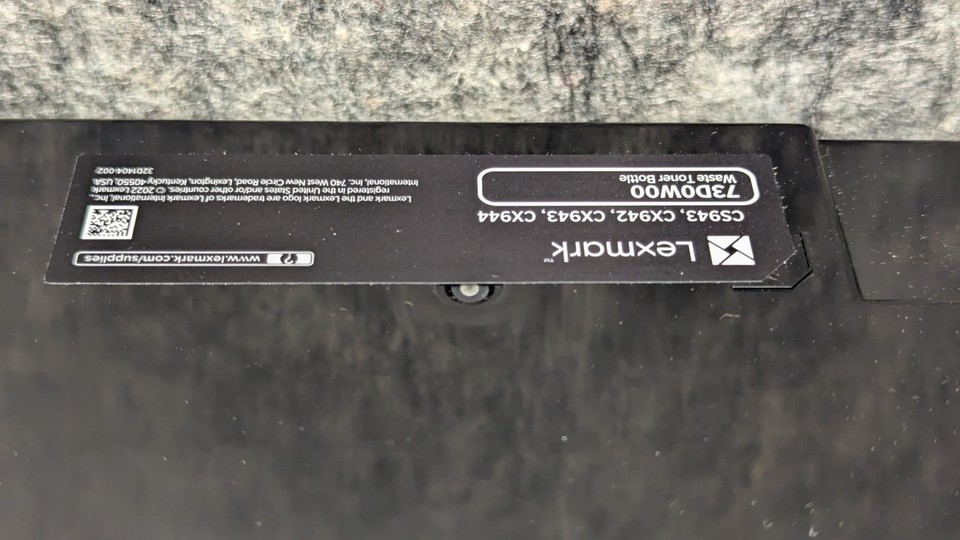 Lexmark™
CS943, CX942, CX943, CX944
73D0W00
Waste Toner Bottle
www.lexmark.com/supplies
Lexmark and the Lexmark logo are trademarks of Lexmark International, Inc.,
registered in the United States and/or other countries. © 2022 Lexmark
International, Inc. 740 West New Circle Road, Lexington, Kentucky 40550, USA
32D1404-002